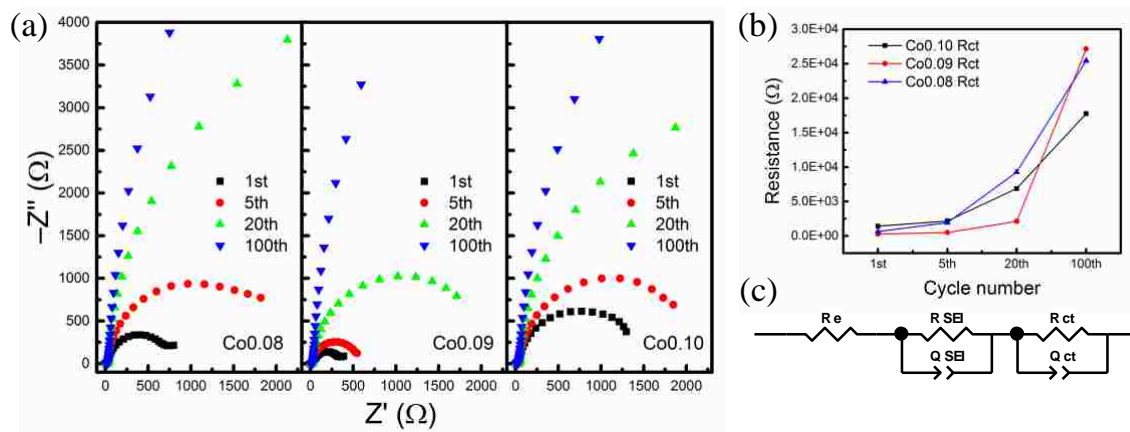 (a)
4000
3500
3000
2500
2000
1500
1000
500
0
–Z" (Ω)
1st
5th
20th
100th
Co0.08
1st
5th
20th
100th
Co0.09
1st
5th
20th
100th
Co0.10
0 500 1000 1500 2000 0 500 1000 1500 2000 0 500 1000 1500 2000
Z' (Ω)
(b)
3.0E+04
2.5E+04
2.0E+04
1.5E+04
1.0E+04
5.0E+03
0.0E+00
Resistance (Ω)
Co0.10 Rct
Co0.09 Rct
Co0.08 Rct
1st 5th 20th 100th
Cycle number
(c)
R e R SEI R ct
Q SEI Q ct